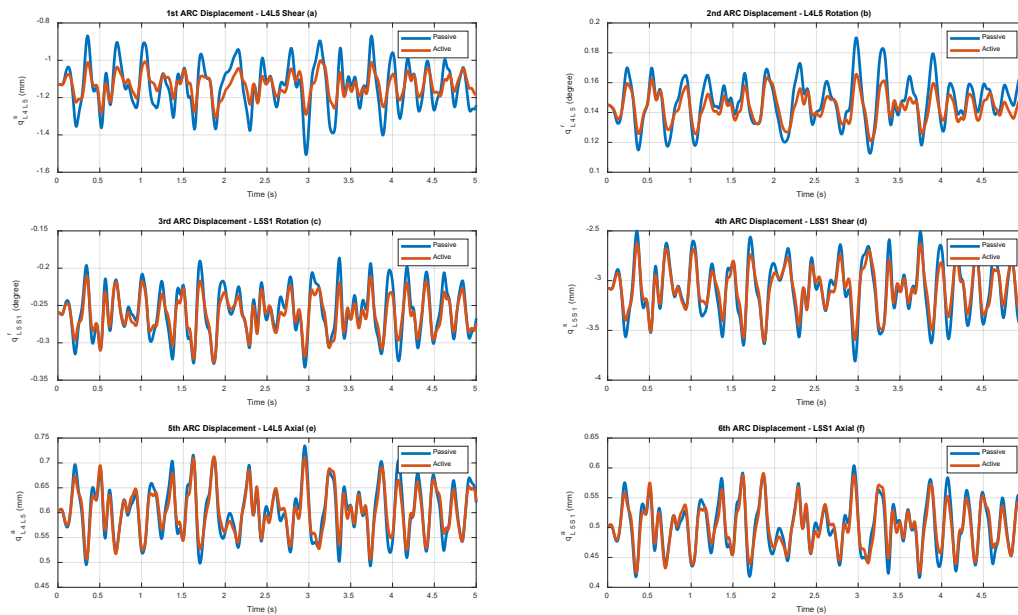 1st ARC Displacement - L4L5 Shear (a)
q^s_L4L5 (mm)
-0.8
-1
-1.2
-1.4
-1.6
0 0.5 1 1.5 2 2.5 3 3.5 4 4.5 5
Time (s)
Passive
Active
2nd ARC Displacement - L4L5 Rotation (b)
q^r_L4L5 (degree)
0.2
0.18
0.16
0.14
0.12
0.1
0 0.5 1 1.5 2 2.5 3 3.5 4 4.5
Time (s)
Passive
Active
3rd ARC Displacement - L5S1 Rotation (c)
q^r_L5S1 (degree)
-0.15
-0.2
-0.25
-0.3
-0.35
0 0.5 1 1.5 2 2.5 3 3.5 4 4.5 5
Time (s)
Passive
Active
4th ARC Displacement - L5S1 Shear (d)
q^s_L5S1 (mm)
-2.5
-3
-3.5
-4
0 0.5 1 1.5 2 2.5 3 3.5 4 4.5
Time (s)
Passive
Active
5th ARC Displacement - L4L5 Axial (e)
q^a_L4L5 (mm)
0.75
0.7
0.65
0.6
0.55
0.5
0.45
0 0.5 1 1.5 2 2.5 3 3.5 4 4.5 5
Time (s)
Passive
Active
6th ARC Displacement - L5S1 Axial (f)
q^a_L5S1 (mm)
0.65
0.6
0.55
0.5
0.45
0.4
0 0.5 1 1.5 2 2.5 3 3.5 4 4.5
Time (s)
Passive
Active